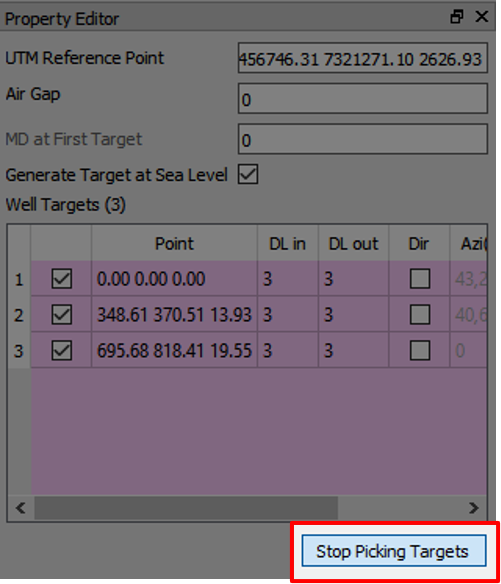 Property Editor
UTM Reference Point 456746.31 7321271.10 2626.93
Air Gap 0
MD at First Target 0
Generate Target at Sea Level
Well Targets (3)
Point DL in DL out Dir Azi(
1 0.00 0.00 0.00 3 3 43,2
2 348.61 370.51 13.93 3 3 40,6
3 695.68 818.41 19.55 3 3 0
Stop Picking Targets